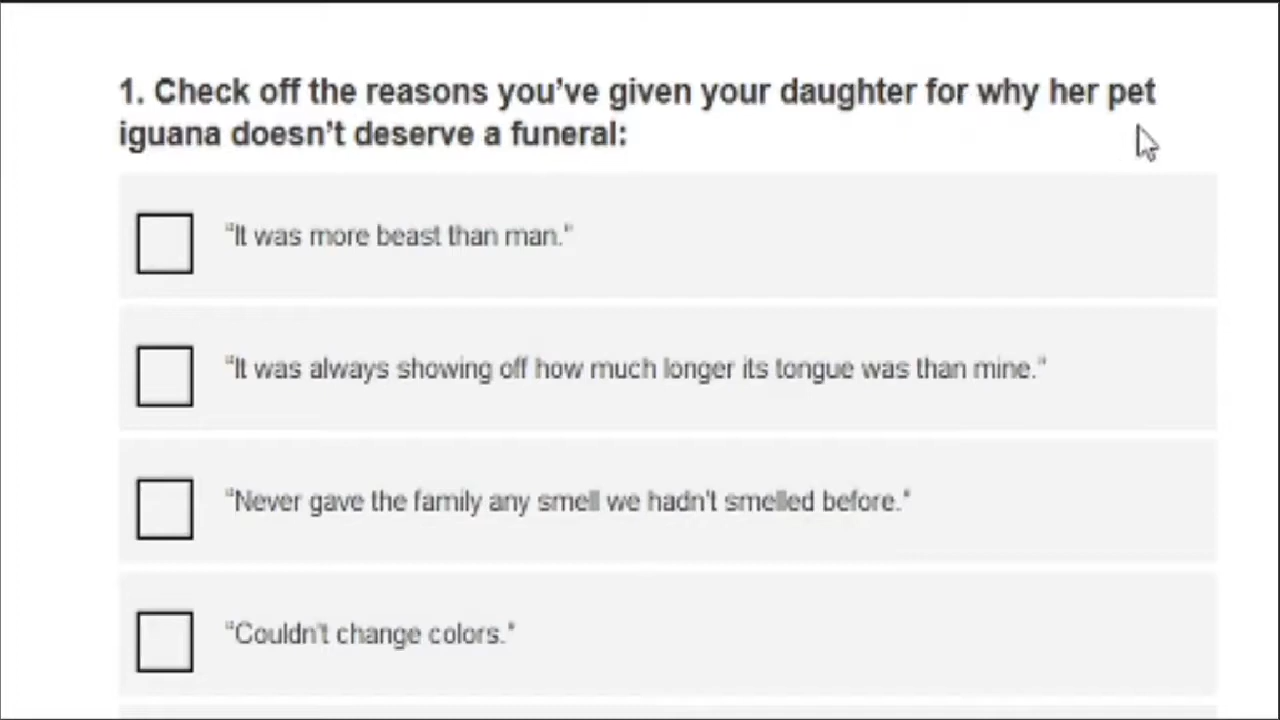 1. Check off the reasons you’ve given your daughter for why her pet
iguana doesn’t deserve a funeral:
“It was more beast than man.”
“It was always showing off how much longer its tongue was than mine.”
“Never gave the family any smell we hadn't smelled before.”
“Couldn't change colors.”